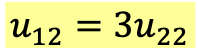 u₁₂ = 3u₂₂